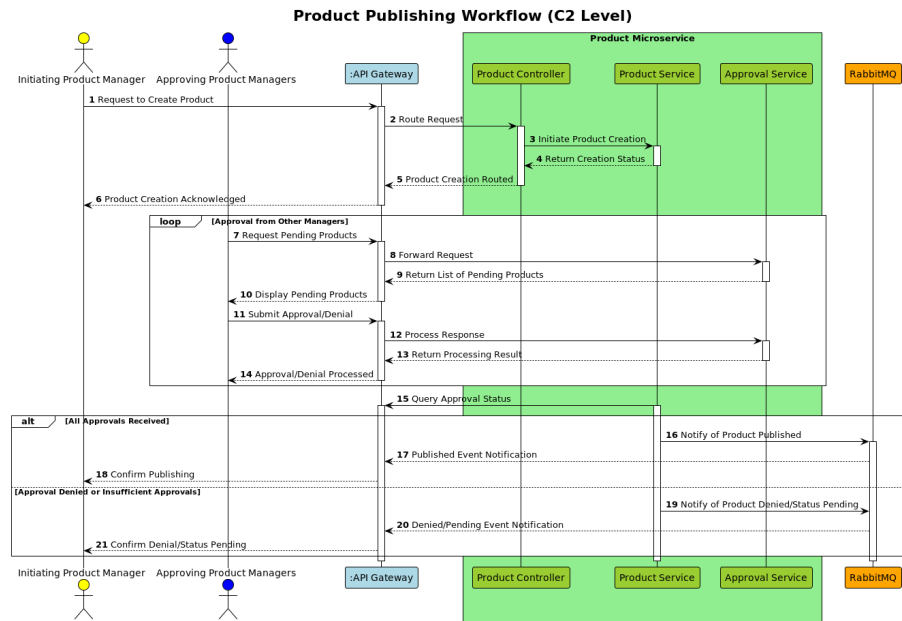 Product Publishing Workflow (C2 Level)
Product Microservice
Initiating Product Manager
Approving Product Managers
:API Gateway
Product Controller
Product Service
Approval Service
RabbitMQ
1 Request to Create Product
2 Route Request
3 Initiate Product Creation
4 Return Creation Status
5 Product Creation Routed
6 Product Creation Acknowledged
loop [Approval from Other Managers]
7 Request Pending Products
8 Forward Request
9 Return List of Pending Products
10 Display Pending Products
11 Submit Approval/Denial
12 Process Response
13 Return Processing Result
14 Approval/Denial Processed
15 Query Approval Status
alt [All Approvals Received]
16 Notify of Product Published
17 Published Event Notification
18 Confirm Publishing
[Approval Denied or Insufficient Approvals]
19 Notify of Product Denied/Status Pending
20 Denied/Pending Event Notification
21 Confirm Denial/Status Pending
Initiating Product Manager
Approving Product Managers
:API Gateway
Product Controller
Product Service
Approval Service
RabbitMQ